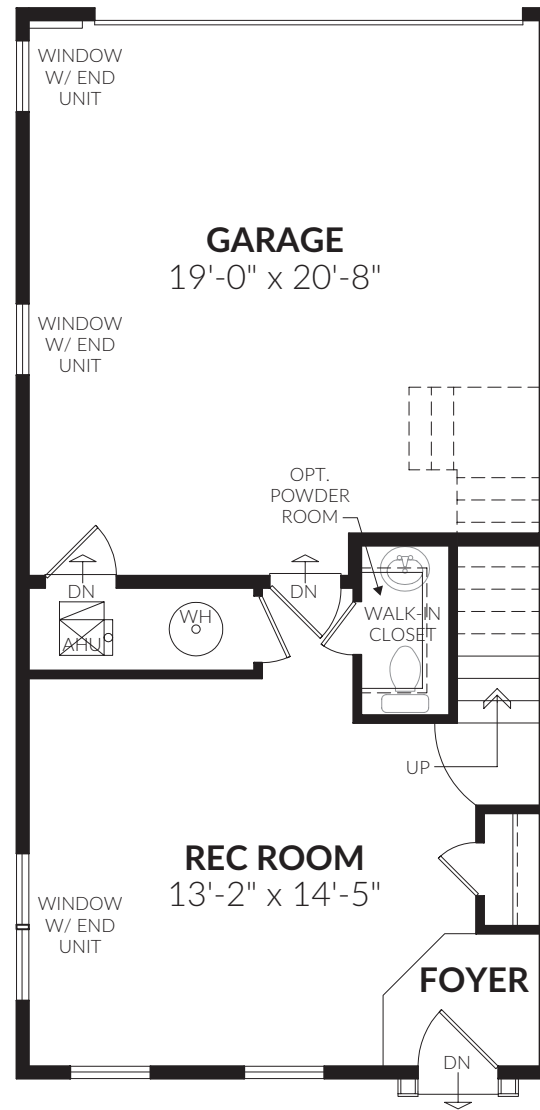 WINDOW
W/ END
UNIT
GARAGE
19'-0" x 20'-8"
WINDOW
W/ END
UNIT
OPT.
POWDER
ROOM
DN
DN
WH
AHU
WALK-IN
CLOSET
UP
REC ROOM
13'-2" x 14'-5"
WINDOW
W/ END
UNIT
FOYER
DN